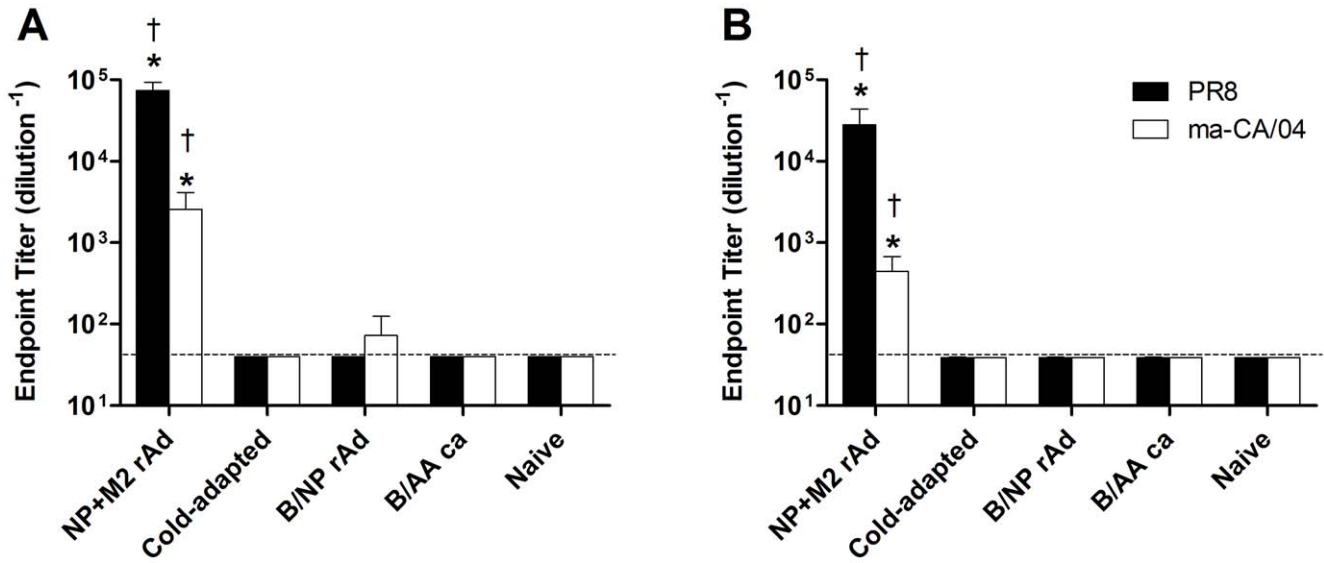 A
Endpoint Titer (dilution -1)
10^5
10^4
10^3
10^2
10^1
†
*
†
*
NP+M2 rAd
Cold-adapted
B/NP rAd
B/AA ca
Naive
B
Endpoint Titer (dilution -1)
10^5
10^4
10^3
10^2
10^1
†
*
†
*
PR8
ma-CA/04
NP+M2 rAd
Cold-adapted
B/NP rAd
B/AA ca
Naive